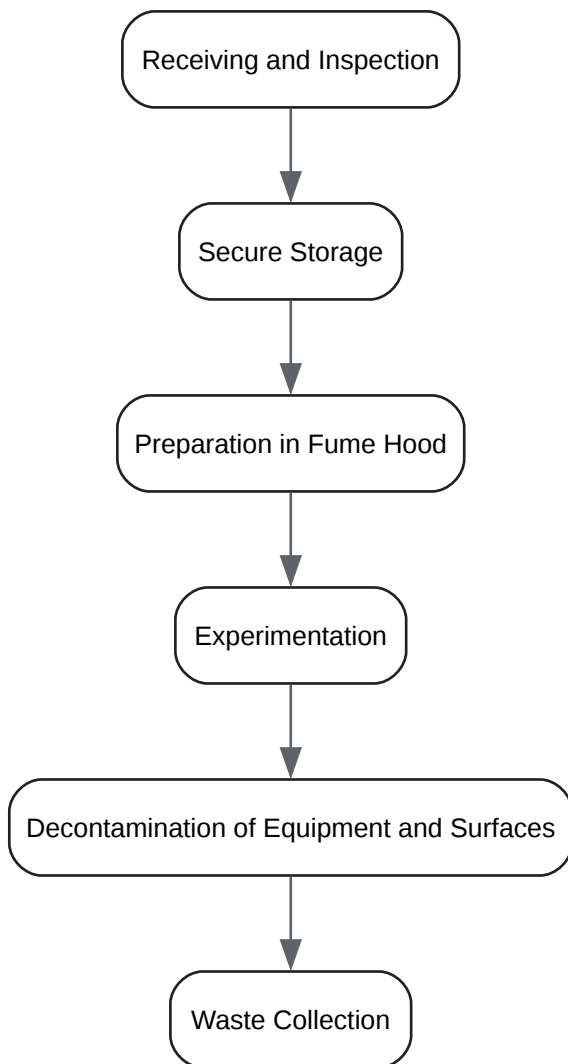 Receiving and Inspection
Secure Storage
Preparation in Fume Hood
Experimentation
Decontamination of Equipment and Surfaces
Waste Collection